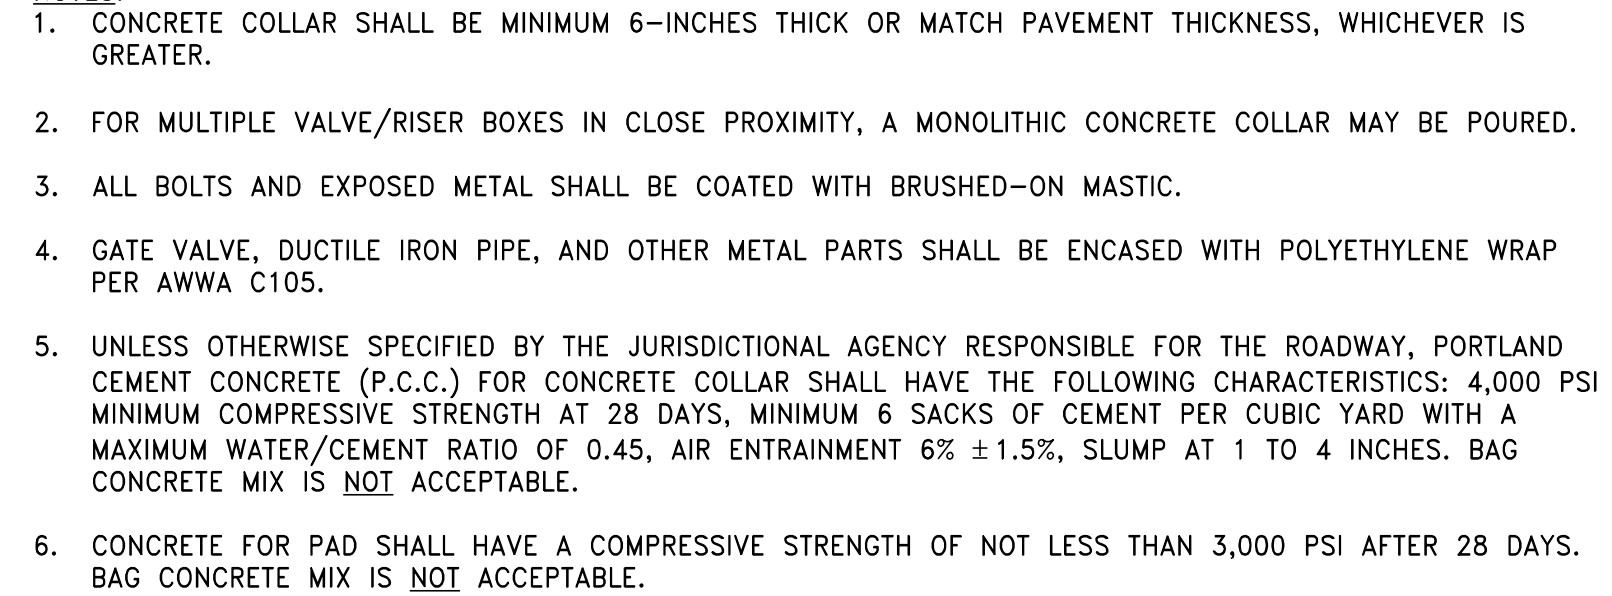 1. CONCRETE COLLAR SHALL BE MINIMUM 6-INCHES THICK OR MATCH PAVEMENT THICKNESS, WHICHEVER IS
GREATER.
2. FOR MULTIPLE VALVE/RISER BOXES IN CLOSE PROXIMITY, A MONOLITHIC CONCRETE COLLAR MAY BE POURED.
3. ALL BOLTS AND EXPOSED METAL SHALL BE COATED WITH BRUSHED-ON MASTIC.
4. GATE VALVE, DUCTILE IRON PIPE, AND OTHER METAL PARTS SHALL BE ENCASED WITH POLYETHYLENE WRAP
PER AWWA C105.
5. UNLESS OTHERWISE SPECIFIED BY THE JURISDICTIONAL AGENCY RESPONSIBLE FOR THE ROADWAY, PORTLAND
CEMENT CONCRETE (P.C.C.) FOR CONCRETE COLLAR SHALL HAVE THE FOLLOWING CHARACTERISTICS: 4,000 PSI
MINIMUM COMPRESSIVE STRENGTH AT 28 DAYS, MINIMUM 6 SACKS OF CEMENT PER CUBIC YARD WITH A
MAXIMUM WATER/CEMENT RATIO OF 0.45, AIR ENTRAINMENT 6% ±1.5%, SLUMP AT 1 TO 4 INCHES. BAG
CONCRETE MIX IS NOT ACCEPTABLE.
6. CONCRETE FOR PAD SHALL HAVE A COMPRESSIVE STRENGTH OF NOT LESS THAN 3,000 PSI AFTER 28 DAYS.
BAG CONCRETE MIX IS NOT ACCEPTABLE.